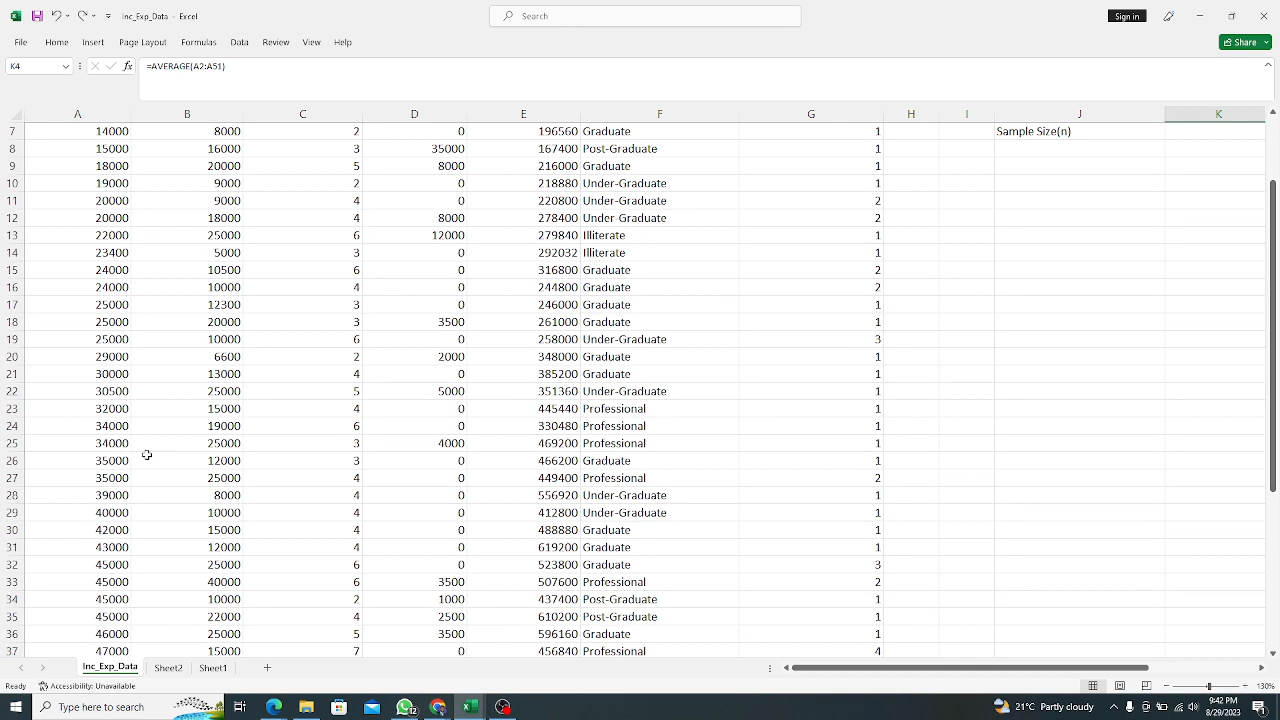 Inc_Exp_Data - Excel
Search
Sign in
File Home Insert Page Layout Formulas Data Review View Help
Share
K4 fx =AVERAGE(A2:A51)
A B C D E F G H I J K
7 14000 8000 2 0 196560 Graduate 1 Sample Size(n)
8 15000 16000 3 35000 167400 Post-Graduate 1
9 18000 20000 5 8000 216000 Graduate 1
10 19000 9000 2 0 218880 Under-Graduate 1
11 20000 9000 4 0 220800 Under-Graduate 2
12 20000 18000 4 8000 278400 Under-Graduate 2
13 22000 25000 6 12000 279840 Illiterate 1
14 23400 5000 3 0 292032 Illiterate 1
15 24000 10500 6 0 316800 Graduate 2
16 24000 10000 4 0 244800 Graduate 2
17 25000 12300 3 0 246000 Graduate 1
18 25000 20000 3 3500 261000 Graduate 1
19 25000 10000 6 0 258000 Under-Graduate 3
20 29000 6600 2 2000 348000 Graduate 1
21 30000 13000 4 0 385200 Graduate 1
22 30500 25000 5 5000 351360 Under-Graduate 1
23 32000 15000 4 0 445440 Professional 1
24 34000 19000 6 0 330480 Professional 1
25 34000 25000 3 4000 469200 Professional 1
26 35000 12000 3 0 466200 Graduate 1
27 35000 25000 4 0 449400 Professional 2
28 39000 8000 4 0 556920 Under-Graduate 1
29 40000 10000 4 0 412800 Under-Graduate 1
30 42000 15000 4 0 488880 Graduate 1
31 43000 12000 4 0 619200 Graduate 1
32 45000 25000 6 0 523800 Graduate 3
33 45000 40000 6 3500 507600 Professional 2
34 45000 10000 2 1000 437400 Post-Graduate 1
35 45000 22000 4 2500 610200 Post-Graduate 1
36 46000 25000 5 3500 596160 Graduate 1
37 47000 15000 7 0 456840 Professional 4
Inc_Exp_Data Sheet2 Sheet1
Ready Accessibility: Unavailable 130%
Type here to search
21°C Partly cloudy
9:42 PM
8/29/2023